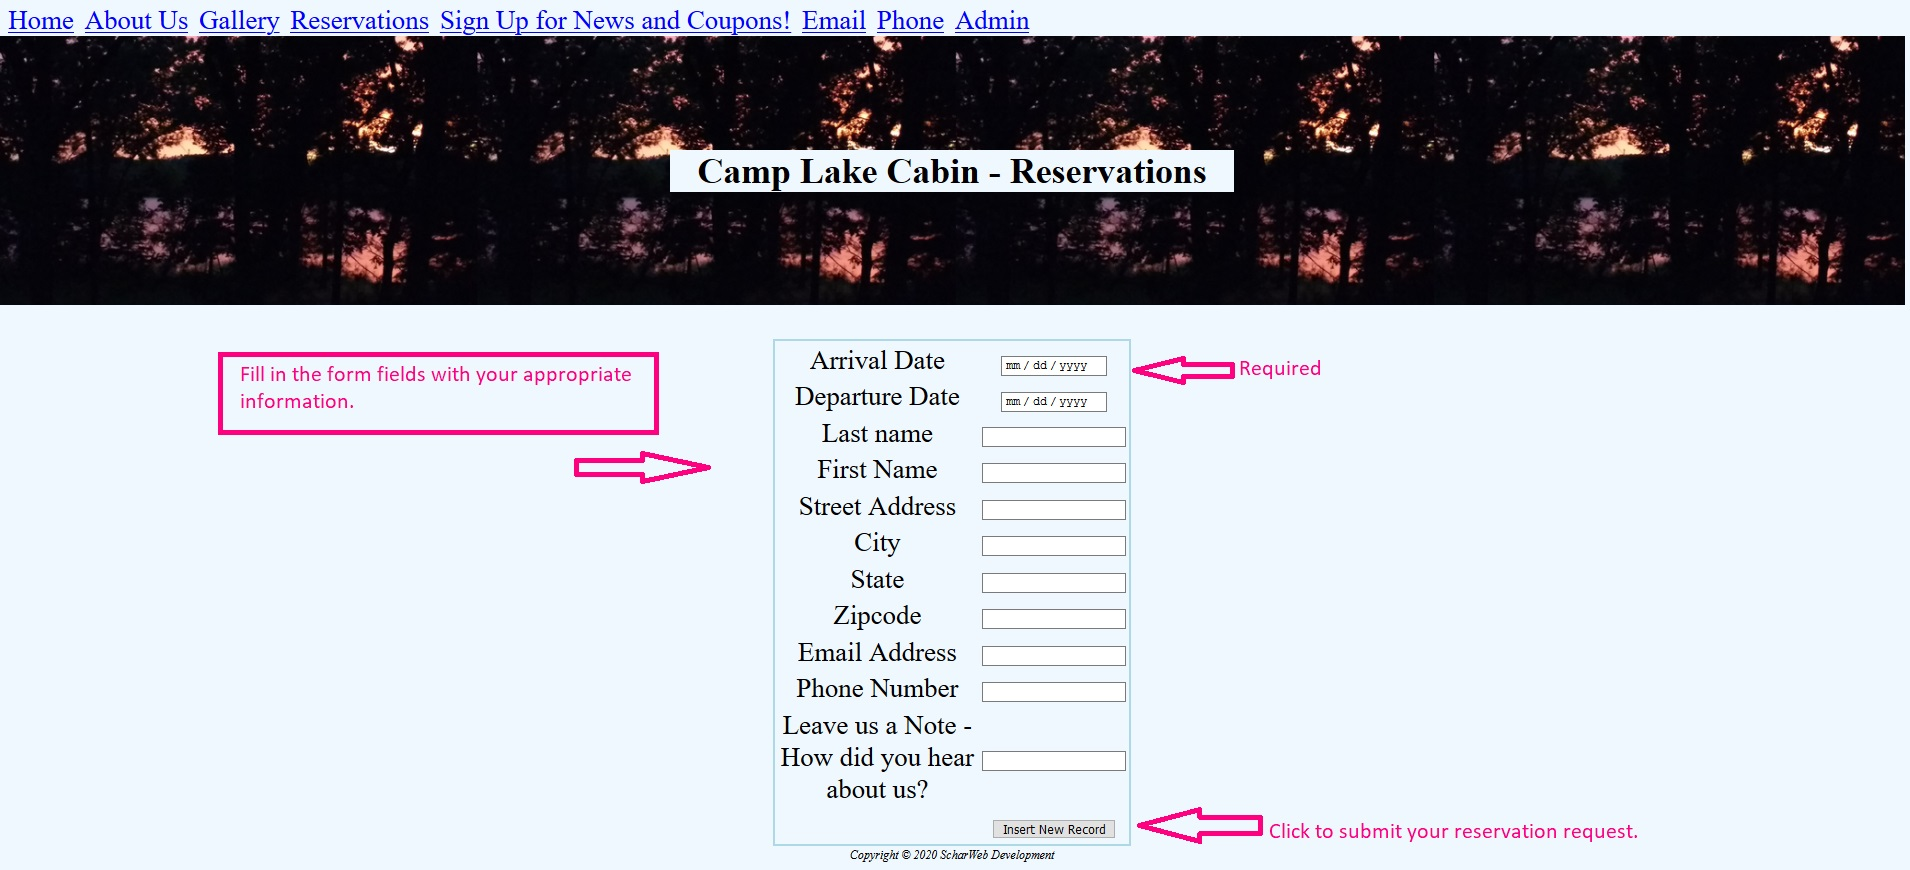 Home About Us Gallery Reservations Sign Up for News and Coupons! Email Phone Admin
Camp Lake Cabin - Reservations
Fill in the form fields with your appropriate
information.
Arrival Date mm / dd / yyyy Required
Departure Date mm / dd / yyyy
Last name
First Name
Street Address
City
State
Zipcode
Email Address
Phone Number
Leave us a Note -
How did you hear
about us?
Insert New Record Click to submit your reservation request.
Copyright © 2020 ScharWeb Development